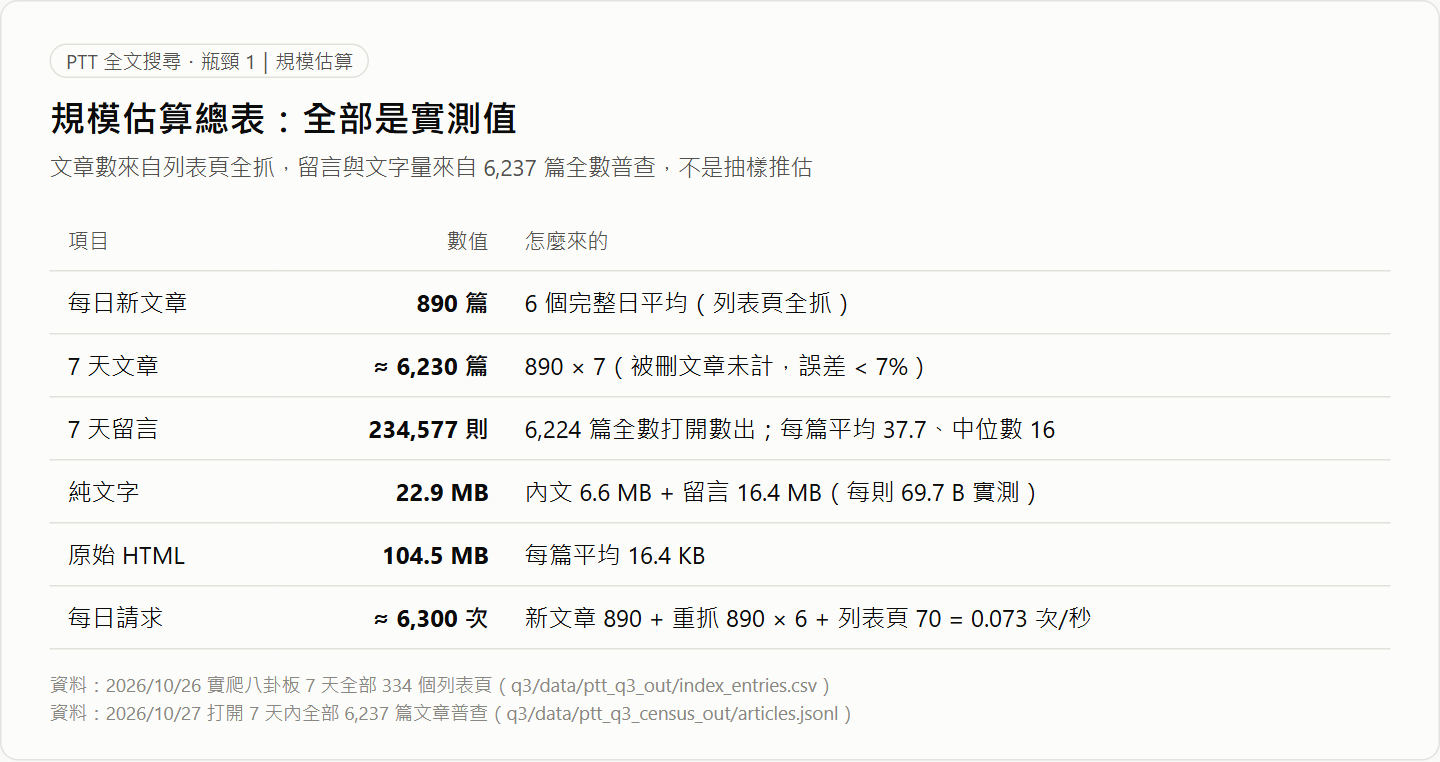 PTT 全文搜尋 · 瓶頸 1 | 規模估算
規模估算總表：全部是實測值
文章數來自列表頁全抓，留言與文字量來自 6,237 篇全數普查，不是抽樣推估
項目 數值 怎麼來的
每日新文章 890 篇 6 個完整日平均（列表頁全抓）
7 天文章 ≈ 6,230 篇 890 × 7（被刪文章未計，誤差 < 7%）
7 天留言 234,577 則 6,224 篇全數打開數出；每篇平均 37.7、中位數 16
純文字 22.9 MB 內文 6.6 MB + 留言 16.4 MB（每則 69.7 B 實測）
原始 HTML 104.5 MB 每篇平均 16.4 KB
每日請求 ≈ 6,300 次 新文章 890 + 重抓 890 × 6 + 列表頁 70 = 0.073 次/秒
資料：2026/10/26 實爬八卦板 7 天全部 334 個列表頁（q3/data/ptt_q3_out/index_entries.csv）
資料：2026/10/27 打開 7 天內全部 6,237 篇文章普查（q3/data/ptt_q3_census_out/articles.jsonl）